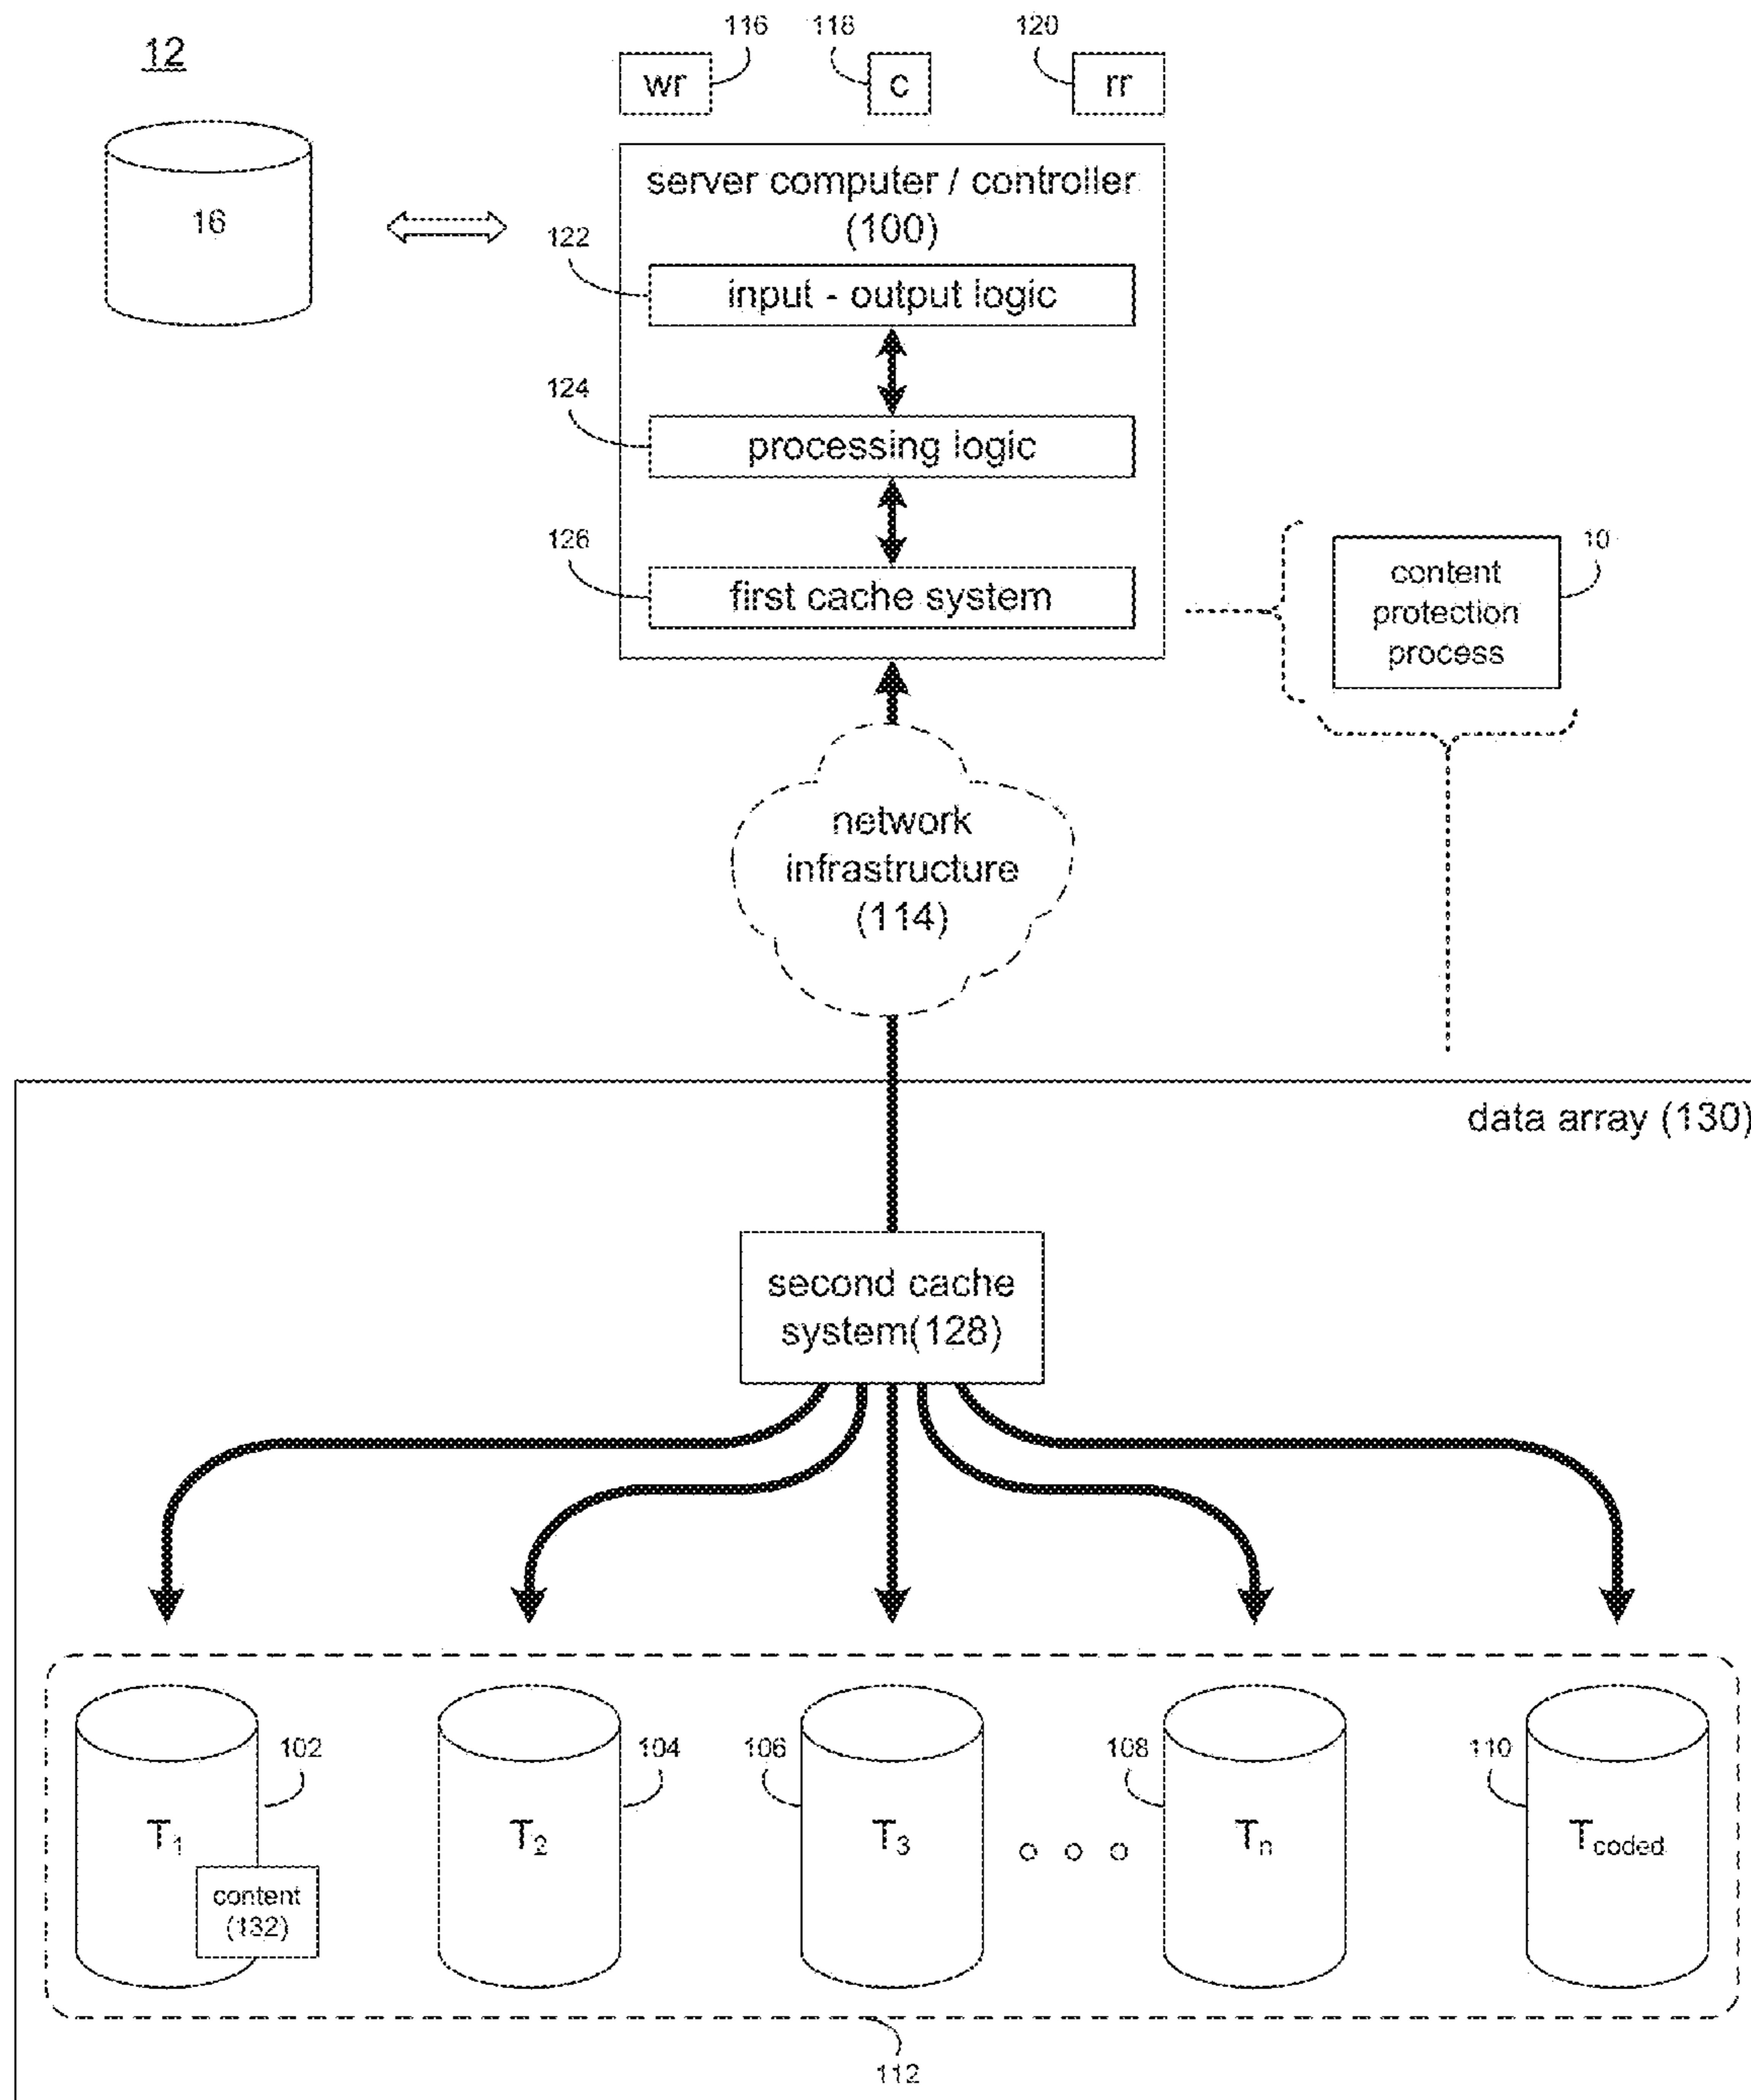 12
116
118
120
wr
c
rr
16
server computer / controller
(100)
122
input - output logic
124
processing logic
126
first cache system
10
content
protection
process
network
infrastructure
(114)
data array (130)
second cache
system(128)
102
104
106
108
110
T1
T2
T3
Tn
Tcoded
content
(132)
112